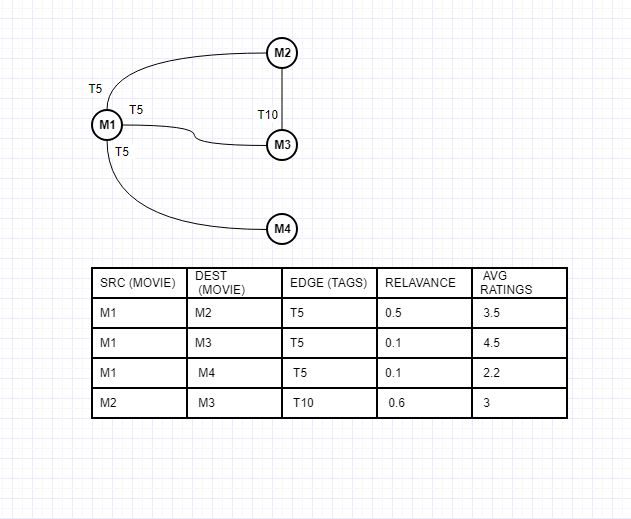 M2
T5
T5
T10
M1
M3
T5
M4
SRC (MOVIE) DEST (MOVIE) EDGE (TAGS) RELAVANCE AVG RATINGS
M1 M2 T5 0.5 3.5
M1 M3 T5 0.1 4.5
M1 M4 T5 0.1 2.2
M2 M3 T10 0.6 3